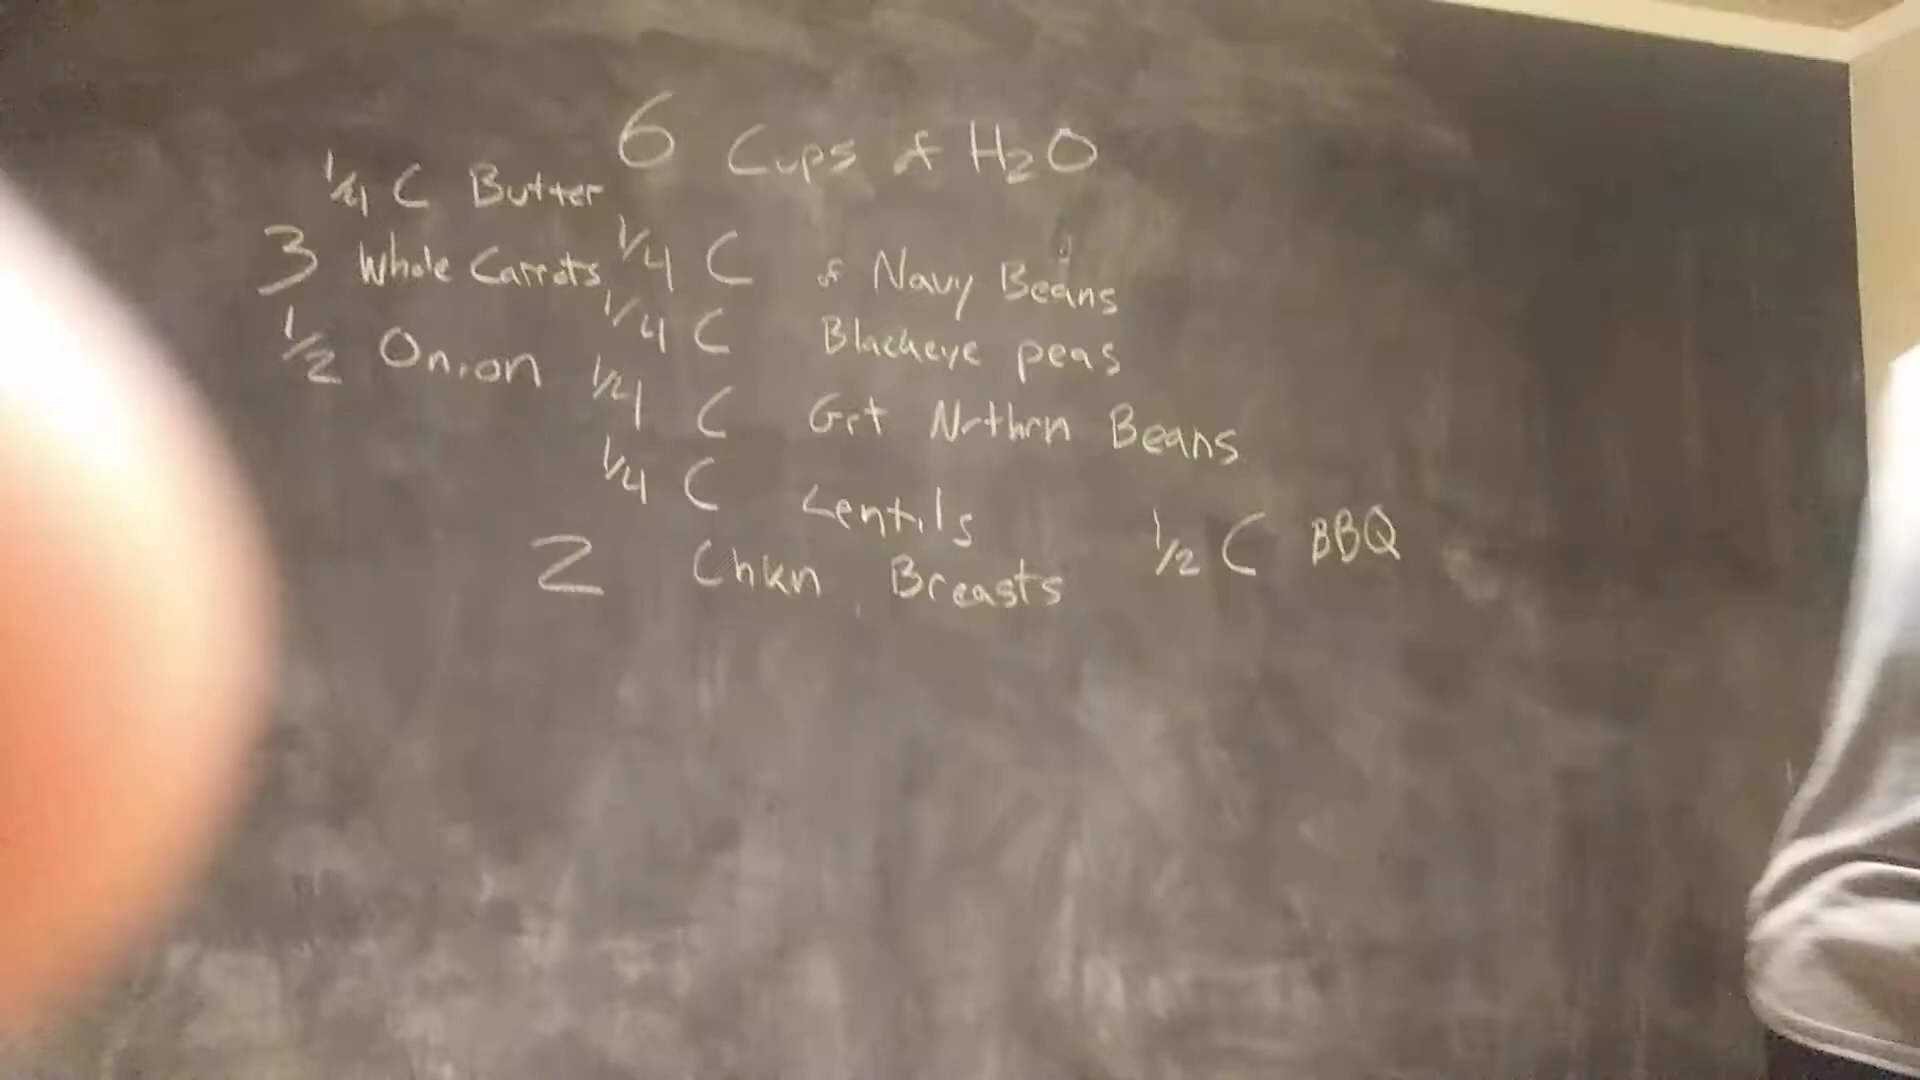 6 Cups of H2O
1/4 C Butter
3 Whole Carrots
1/2 Onion
1/4 C of Navy Beans
1/4 C Blackeye peas
1/4 C Grt Nrthrn Beans
1/4 C Lentils
2 Chkn Breasts
1/2 C BBQ